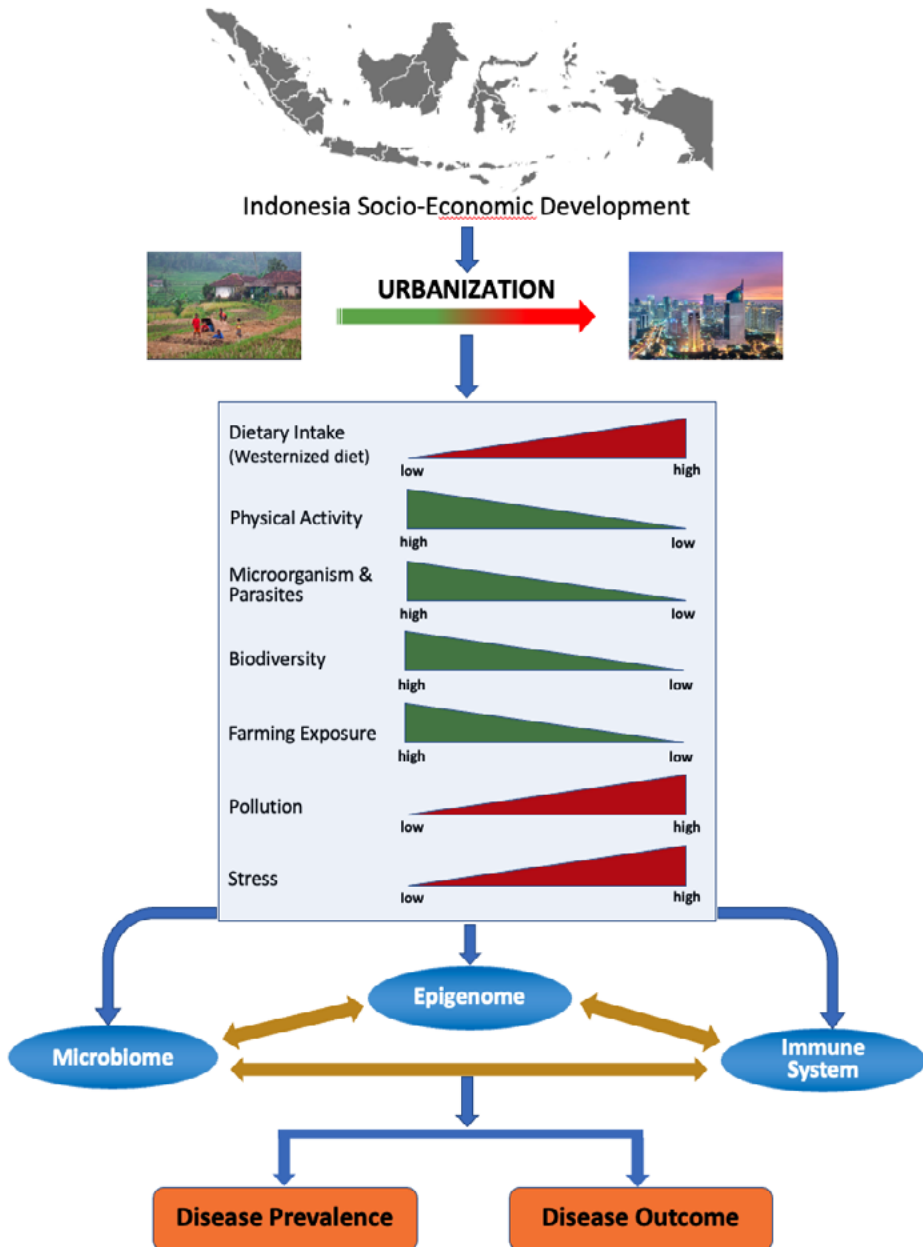 Indonesia Socio-Economic Development
URBANIZATION
Dietary Intake
(Westernized diet)
low
high
Physical Activity
high
low
Microorganism &
Parasites
high
low
Biodiversity
high
low
Farming Exposure
high
low
Pollution
low
high
Stress
low
high
Epigenome
Microbiome
Immune
System
Disease Prevalence
Disease Outcome